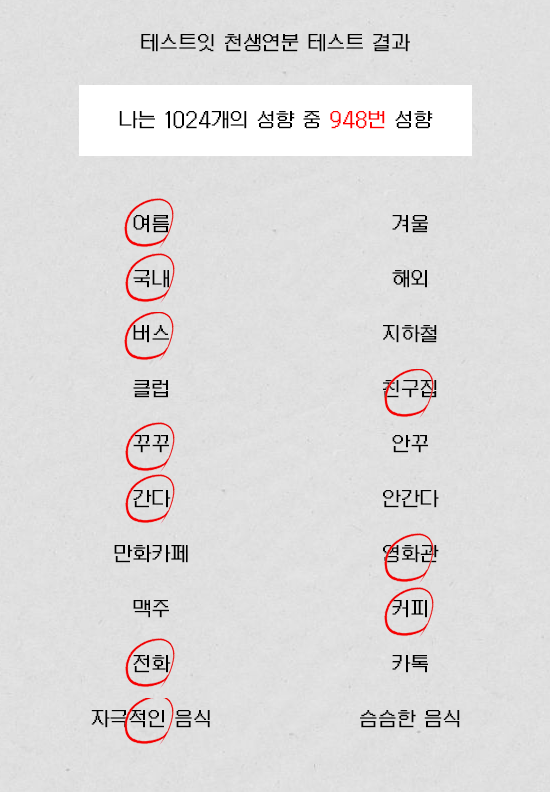 테스트잇 천생연분 테스트 결과
나는 1024개의 성향 중 948번 성향
여름 겨울
국내 해외
버스 지하철
클럽 친구집
꾸꾸 안꾸
간다 안간다
만화카페 영화관
맥주 커피
전화 카톡
자극적인 음식 슴슴한 음식